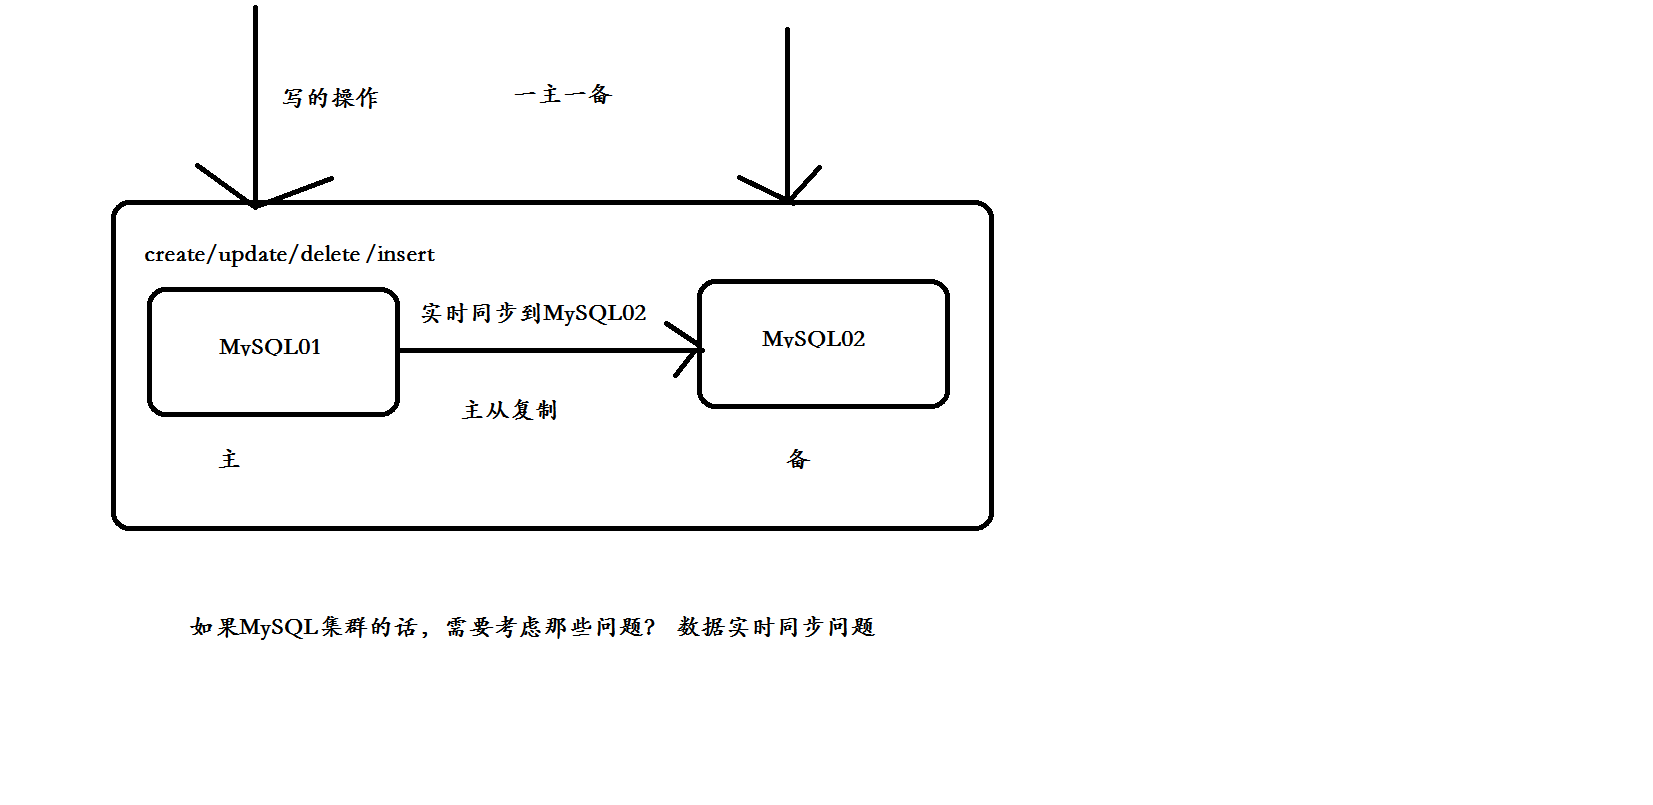 写的操作
一主一备
create/update/delete /insert
实时同步到MySQL02
MySQL01
MySQL02
主从复制
主
备
如果MySQL集群的话，需要考虑那些问题？ 数据实时同步问题